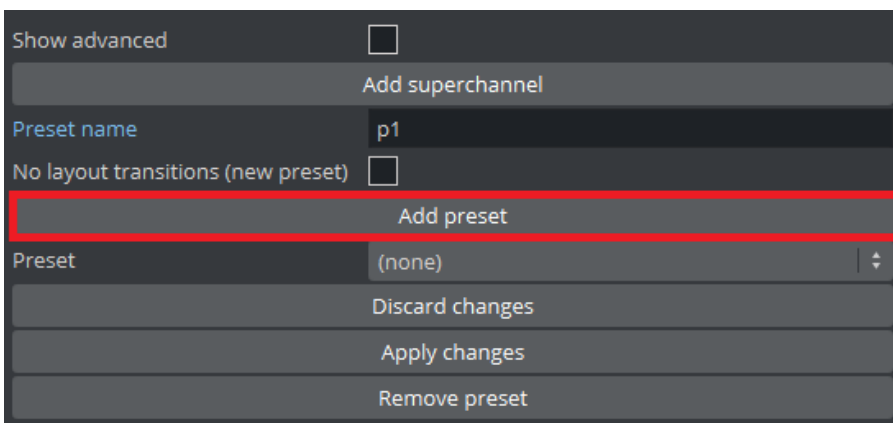 Show advanced
Add superchannel
Preset name p1
No layout transitions (new preset)
Add preset
Preset (none)
Discard changes
Apply changes
Remove preset